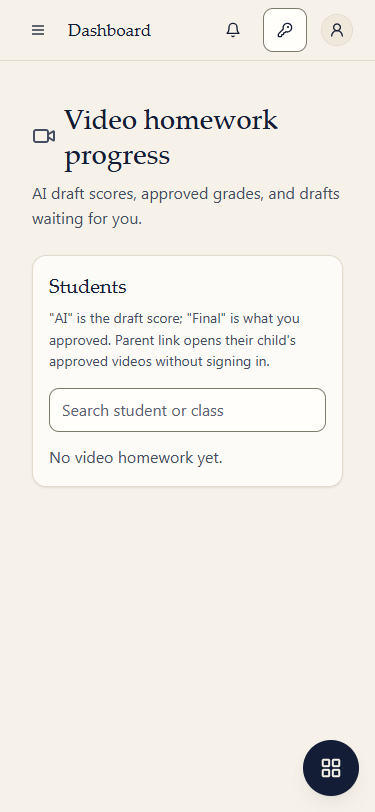 Dashboard
Video homework
progress
AI draft scores, approved grades, and drafts
waiting for you.
Students
"AI" is the draft score; "Final" is what you
approved. Parent link opens their child's
approved videos without signing in.
Search student or class
No video homework yet.